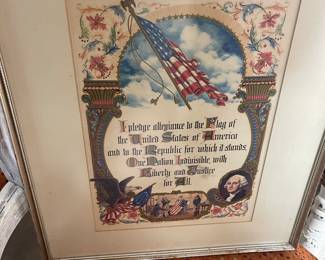 I pledge allegiance to the Flag of
the United States of America
and to the Republic for which it stands,
One Nation Indivisible, with
Liberty and Justice
for All.